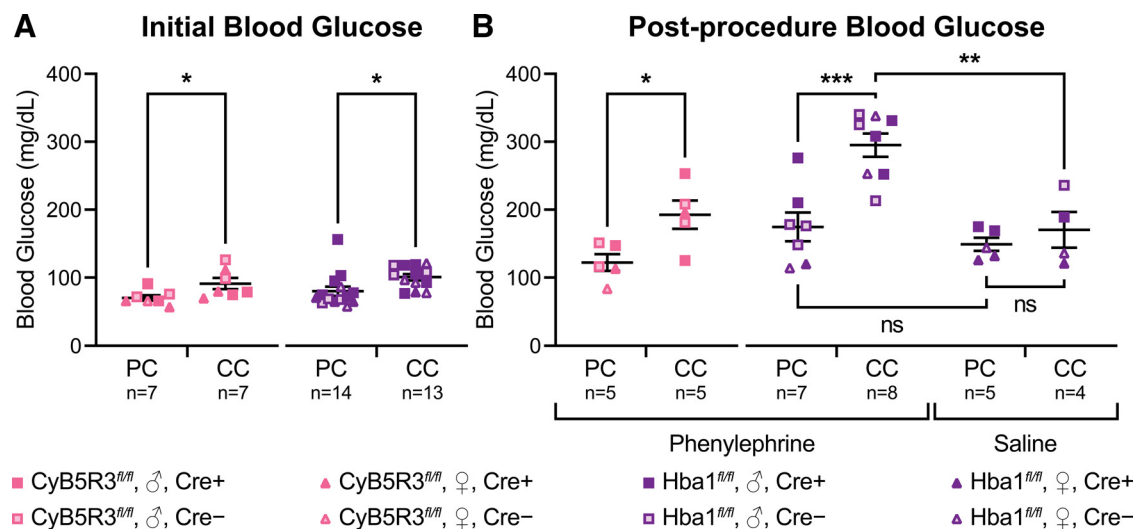 A Initial Blood Glucose
B Post-procedure Blood Glucose
Blood Glucose (mg/dL)
400
300
200
100
0
* *
PC CC PC CC
n=7 n=7 n=14 n=13
Blood Glucose (mg/dL)
400
300
200
100
0
* *** **
ns ns
PC CC PC CC PC CC
n=5 n=5 n=7 n=8 n=5 n=4
Phenylephrine Saline
CyB5R3fl/fl, ♂, Cre+ CyB5R3fl/fl, ♀, Cre+ Hba1fl/fl, ♂, Cre+ Hba1fl/fl, ♀, Cre+
CyB5R3fl/fl, ♂, Cre− CyB5R3fl/fl, ♀, Cre− Hba1fl/fl, ♂, Cre− Hba1fl/fl, ♀, Cre−